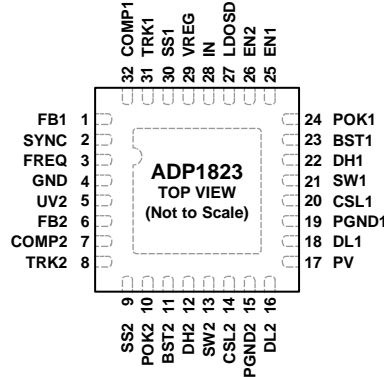 32 COMP1
31 TRK1
30 SS1
29 VREG
28 IN
27 LDOSD
26 EN2
25 EN1
FB1 1
SYNC 2
FREQ 3
GND 4
UV2 5
FB2 6
COMP2 7
TRK2 8
ADP1823
TOP VIEW
(Not to Scale)
24 POK1
23 BST1
22 DH1
21 SW1
20 CSL1
19 PGND1
18 DL1
17 PV
SS2 9
POK2 10
BST2 11
DH2 12
SW2 13
CSL2 14
PGND2 15
DL2 16